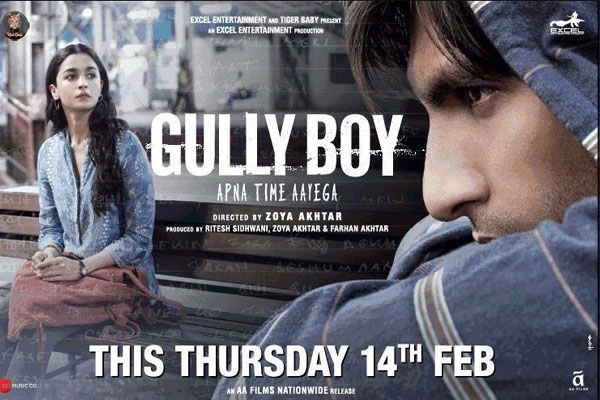 EXCEL ENTERTAINMENT AND TIGER BABY PRESENT
AN EXCEL ENTERTAINMENT PRODUCTION
EXCEL
GULLY BOY
APNA TIME AAYEGA
DIRECTED BY ZOYA AKHTAR
PRODUCED BY RITESH SIDHWANI, ZOYA AKHTAR & FARHAN AKHTAR
THIS THURSDAY 14TH FEB
MUSIC CO.
AN AA FILMS NATIONWIDE RELEASE
AA FILMS